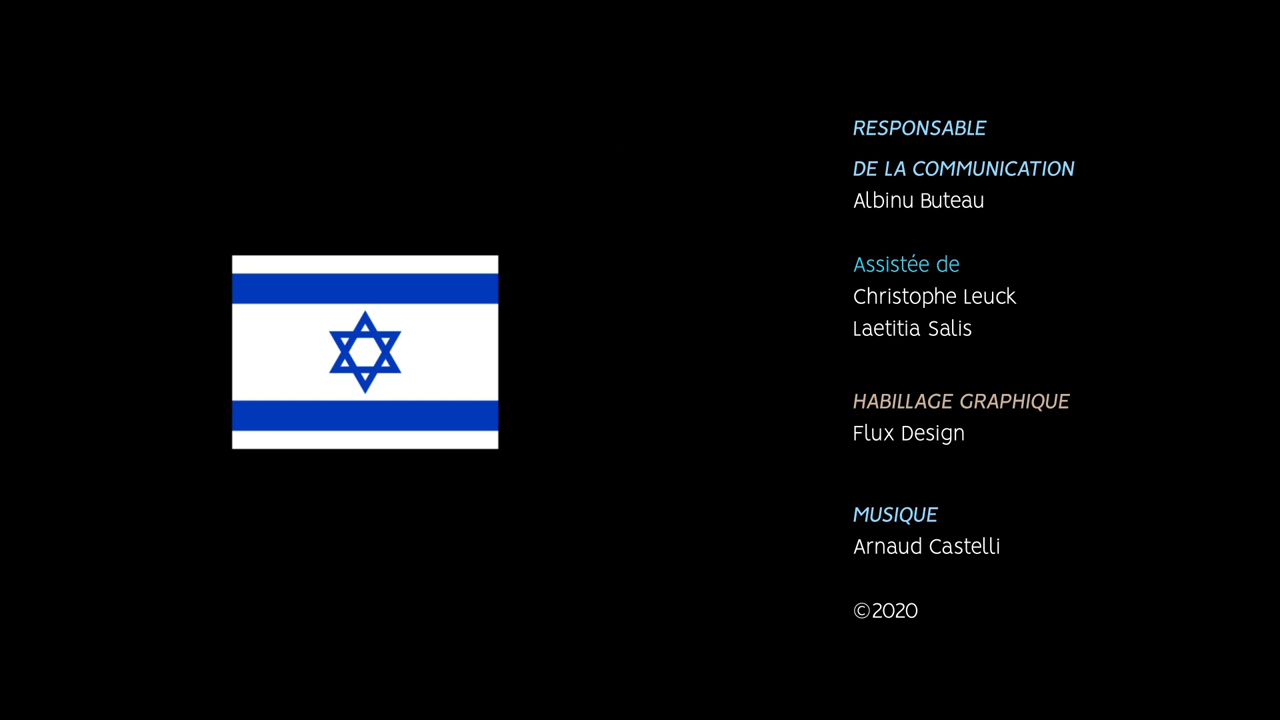 RESPONSABLE
DE LA COMMUNICATION
Albinu Buteau
Assistée de
Christophe Leuck
Laetitia Salis
HABILLAGE GRAPHIQUE
Flux Design
MUSIQUE
Arnaud Castelli
©2020